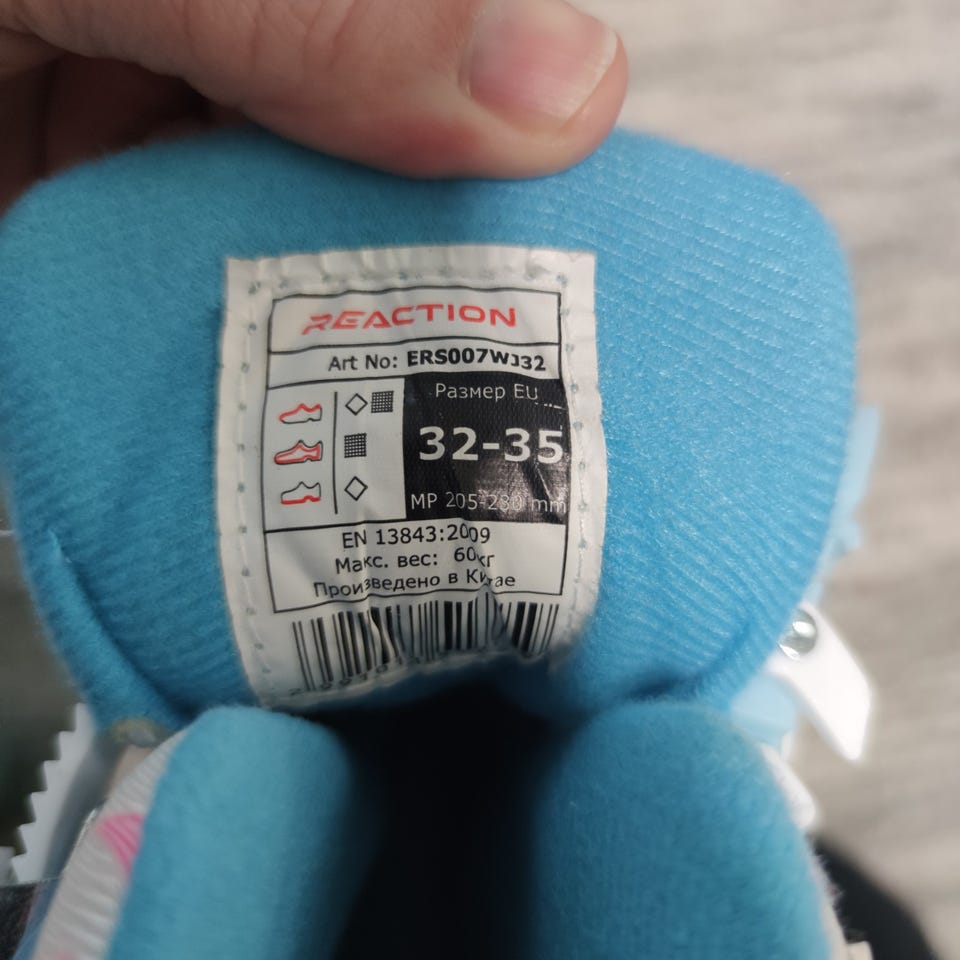 REACTION
Art No: ERS007WJ32
Размер EU
32-35
MP 205-230 mm
EN 13843:2009
Макс. вес: 60кг
Произведено в Китае